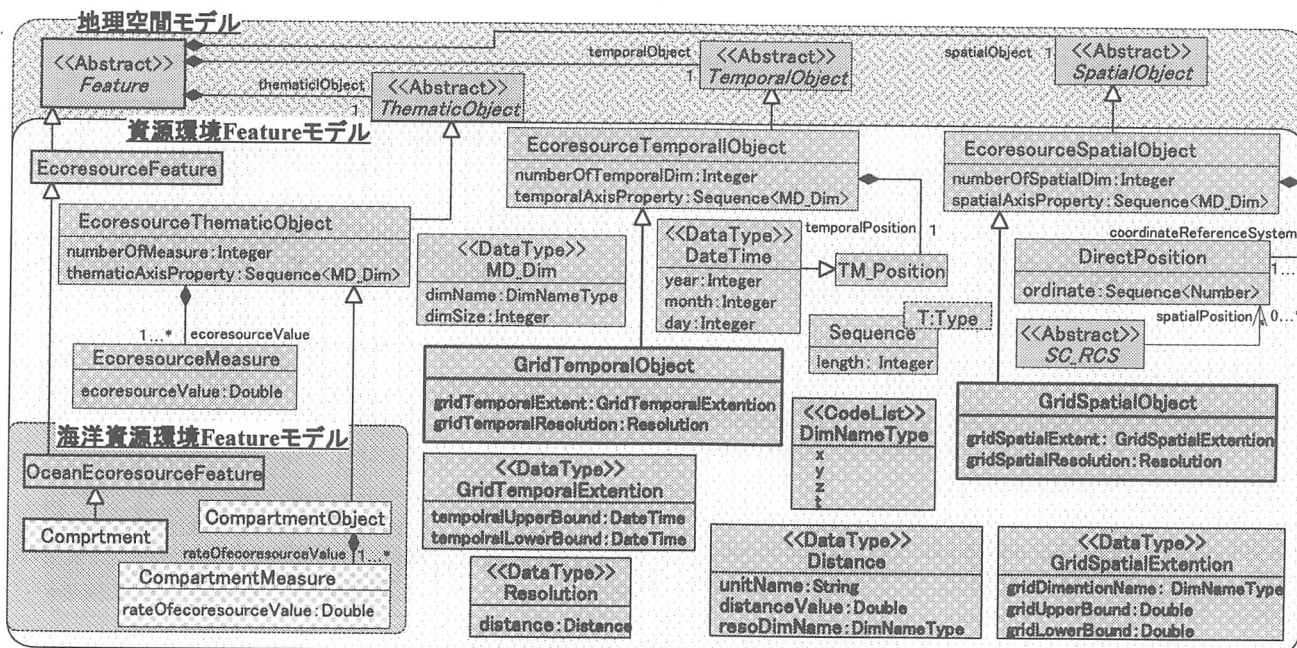 地理空間モデル
<<Abstract>>
Feature
thematiclObject
1
<<Abstract>>
ThematicObject
temporalObject
1
<<Abstract>>
TemporalObject
spatialObject
1
<<Abstract>>
SpatialObject
資源環境Featureモデル
EcoresourceFeature
EcoresourceThematicObject
numberOfMeasure:Integer
thematicAxisProperty:Sequence<MD_Dim>
1...*
ecoresourceValue
EcoresourceMeasure
ecoresourceValue:Double
EcoresourceTemporallObject
numberOfTemporalDim:Integer
temporalAxisProperty:Sequence<MD_Dim>
EcoresourceSpatialObject
numberOfSpatialDim:Integer
spatialAxisProperty:Sequence<MD_Dim>
<<DataType>>
MD_Dim
dimName:DimNameType
dimSize:Integer
<<DataType>>
DateTime
year:Integer
month:Integer
day:Integer
temporalPosition
1
TM_Position
coordinateReferenceSystem
DirectPosition
ordinate:Sequence<Number>
1...
spatialPosition
0...*
<<Abstract>>
SC_RCS
T:Type
Sequence
length: Integer
GridTemporalObject
gridTemporalExtent:GridTemporalExtention
gridTemporalResolution:Resolution
<<CodeList>>
DimNameType
x
y
z
t
GridSpatialObject
gridSpatialExtent: GridSpatialExtention
gridSpatialResolution:Resolution
海洋資源環境Featureモデル
OceanEcoresourceFeature
Comprtment
CompartmentObject
rateOfecoresourceValue
1...*
CompartmentMeasure
rateOfecoresourceValue:Double
<<DataType>>
GridTemporalExtention
tempolralUpperBound:DateTime
tempolralLowerBound:DateTime
<<DataType>>
Resolution
distance:Distance
<<DataType>>
Distance
unitName:String
distanceValue:Double
resoDimName:DimNameType
<<DataType>>
GridSpatialExtention
gridDimentionName: DimNameType
gridUpperBound:Double
gridLowerBound:Double